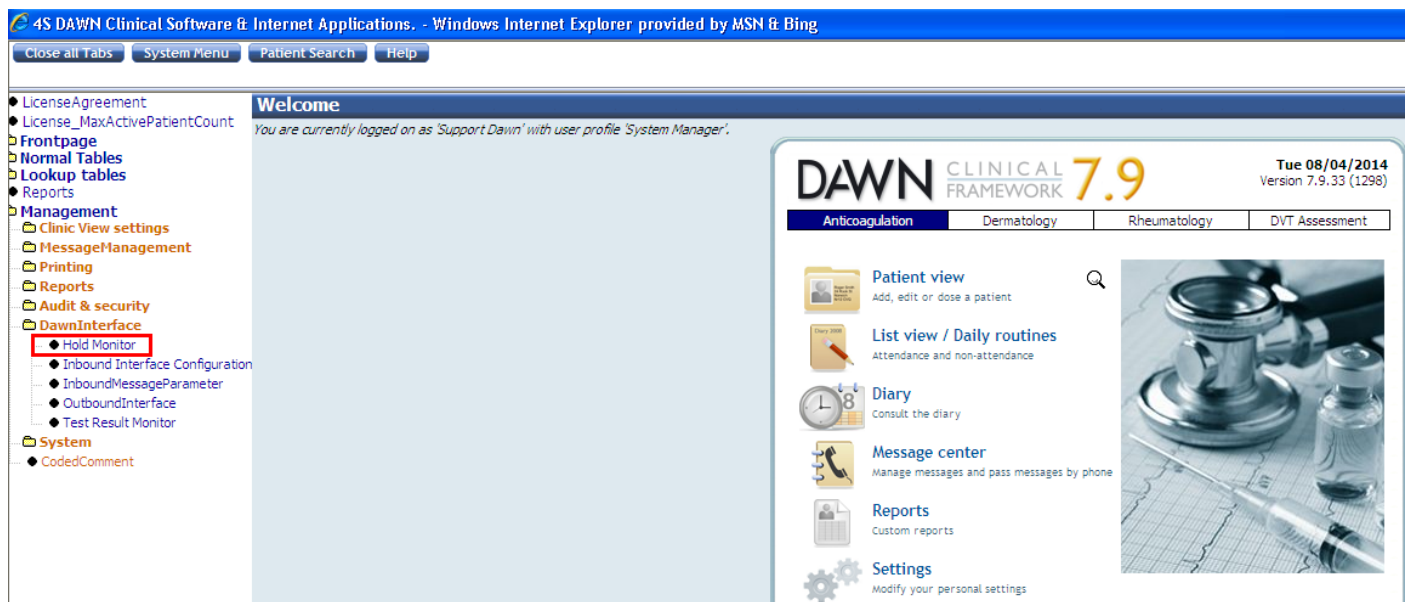 4S DAWN Clinical Software & Internet Applications. - Windows Internet Explorer provided by MSN & Bing
Close all Tabs System Menu Patient Search Help
LicenseAgreement
License_MaxActivePatientCount
Frontpage
Normal Tables
Lookup tables
Reports
Management
Clinic View settings
MessageManagement
Printing
Reports
Audit & security
DawnInterface
Hold Monitor
Inbound Interface Configuration
InboundMessageParameter
OutboundInterface
Test Result Monitor
System
CodedComment
Welcome
You are currently logged on as 'Support Dawn' with user profile 'System Manager'.
DAWN CLINICAL FRAMEWORK 7.9
Tue 08/04/2014
Version 7.9.33 (1298)
Anticoagulation Dermatology Rheumatology DVT Assessment
Patient view
Add, edit or dose a patient
List view / Daily routines
Attendance and non-attendance
Diary
Consult the diary
Message center
Manage messages and pass messages by phone
Reports
Custom reports
Settings
Modify your personal settings